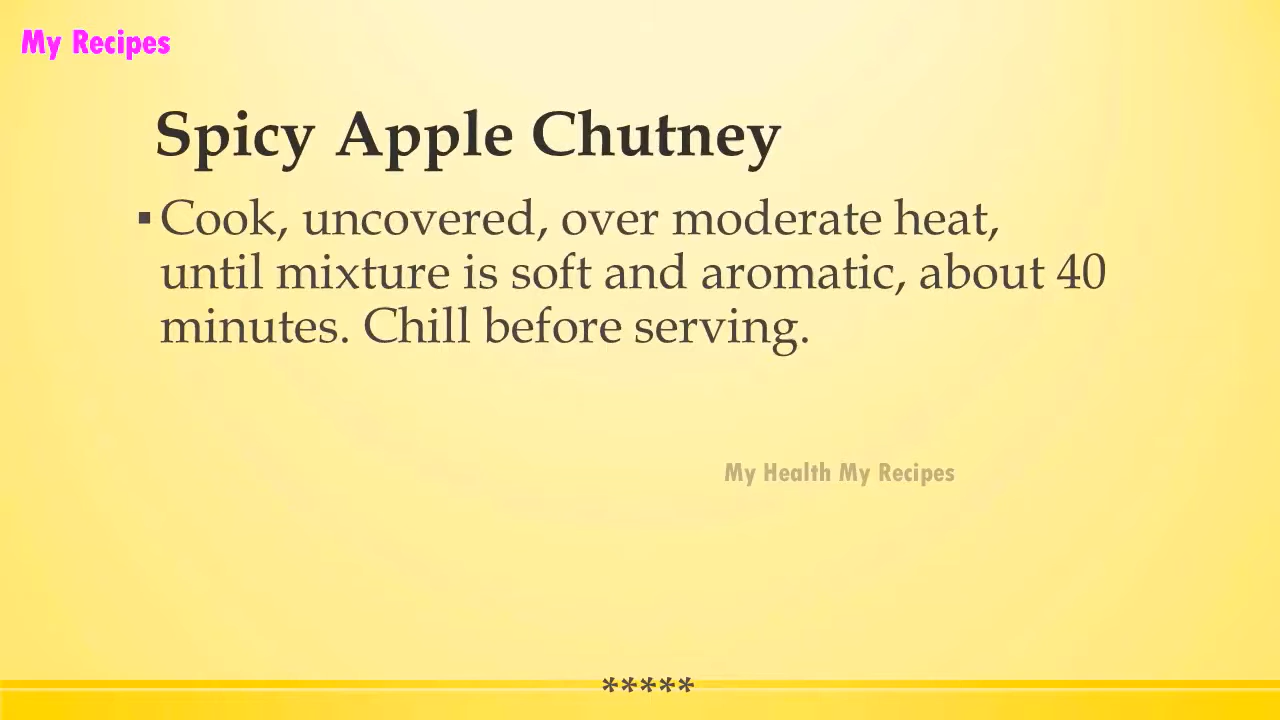 My Recipes
Spicy Apple Chutney
▪ Cook, uncovered, over moderate heat,
until mixture is soft and aromatic, about 40
minutes. Chill before serving.
My Health My Recipes
*****